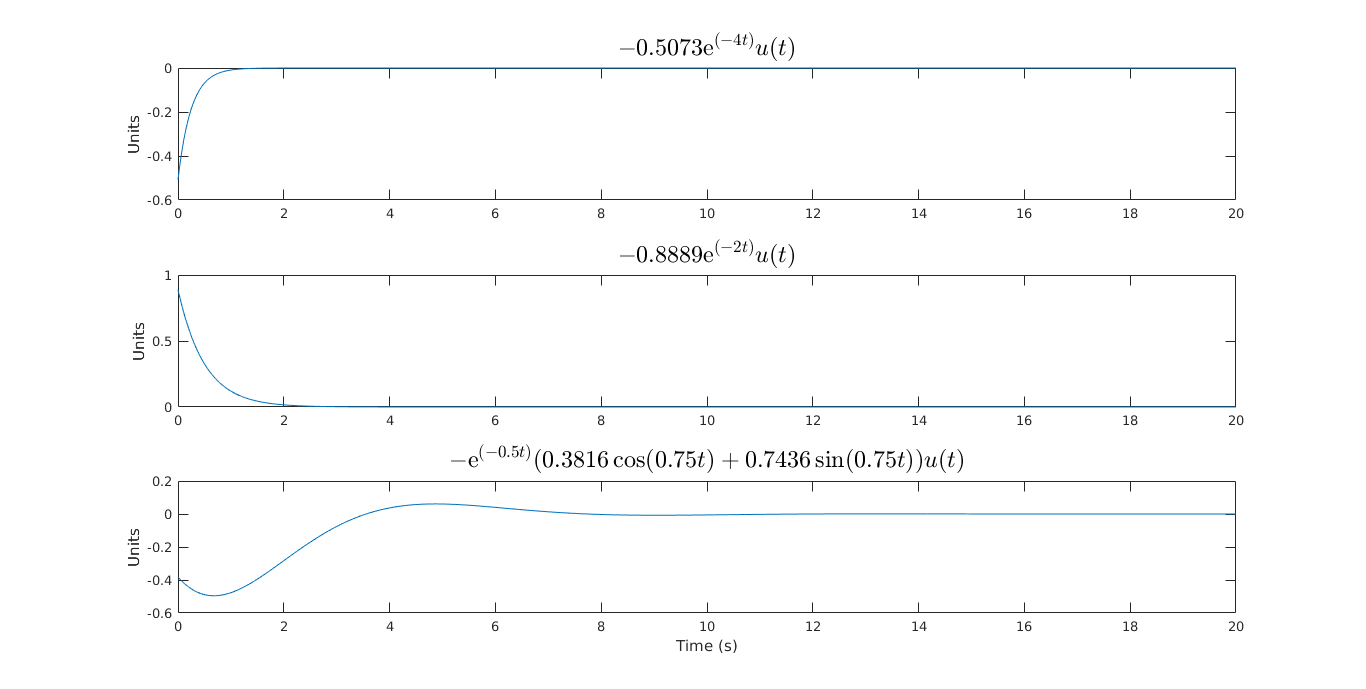 −0.5073e^(−4t)u(t)
0
-0.2
-0.4
-0.6
Units
0 2 4 6 8 10 12 14 16 18 20
−0.8889e^(−2t)u(t)
1
0.5
0
Units
0 2 4 6 8 10 12 14 16 18 20
−e^(−0.5t)(0.3816 cos(0.75t) + 0.7436 sin(0.75t))u(t)
0.2
0
-0.2
-0.4
-0.6
Units
0 2 4 6 8 10 12 14 16 18 20
Time (s)